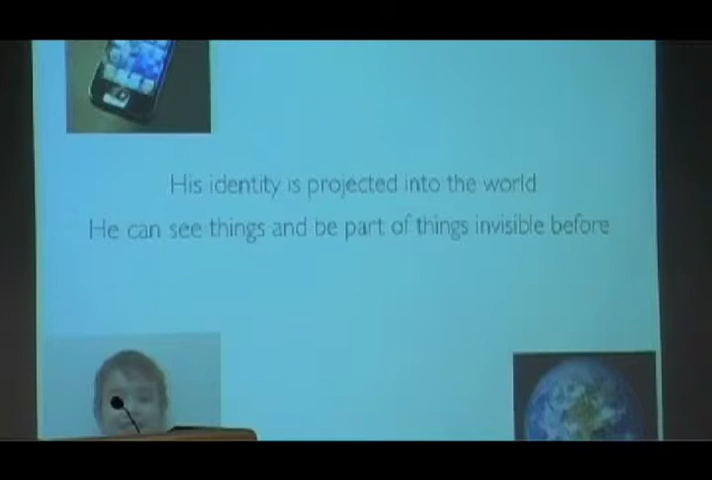 His identity is projected into the world
He can see things and be part of things invisible before